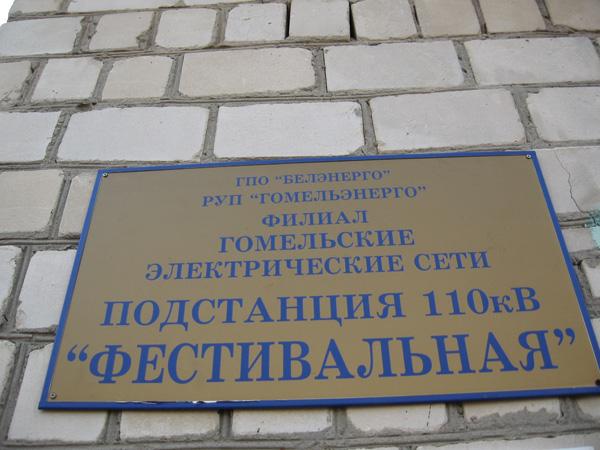 ГПО "БЕЛЭНЕРГО"
РУП "ГОМЕЛЬЭНЕРГО"
ФИЛИАЛ
ГОМЕЛЬСКИЕ
ЭЛЕКТРИЧЕСКИЕ СЕТИ
ПОДСТАНЦИЯ 110кВ
“ФЕСТИВАЛЬНАЯ”